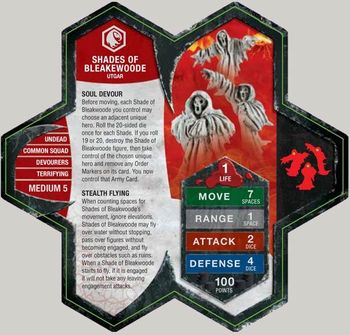 SHADES OF
BLEAKEWOODE
UTGAR
SOUL DEVOUR
Before moving, each Shade of
Bleakewoode you control may
choose an adjacent unique
hero. Roll the 20-sided die
once for each Shade. If you roll
19 or 20, destroy the Shade of
Bleakewoode figure, then take
control of the chosen unique
hero and remove any Order
Markers on its card. You now
control that Army Card.
STEALTH FLYING
When counting spaces for
Shades of Bleakewoode's
movement, ignore elevations.
Shades of Bleakewoode may fly
over water without stopping,
pass over figures without
becoming engaged, and fly
over obstacles such as ruins.
When a Shade of Bleakewoode
starts to fly, if it is engaged
it will not take any leaving
engagement attacks.
UNDEAD
COMMON SQUAD
DEVOURERS
TERRIFYING
MEDIUM 5
1
LIFE
MOVE 7 SPACES
RANGE 1 SPACE
ATTACK 2 DICE
DEFENSE 4 DICE
100
POINTS